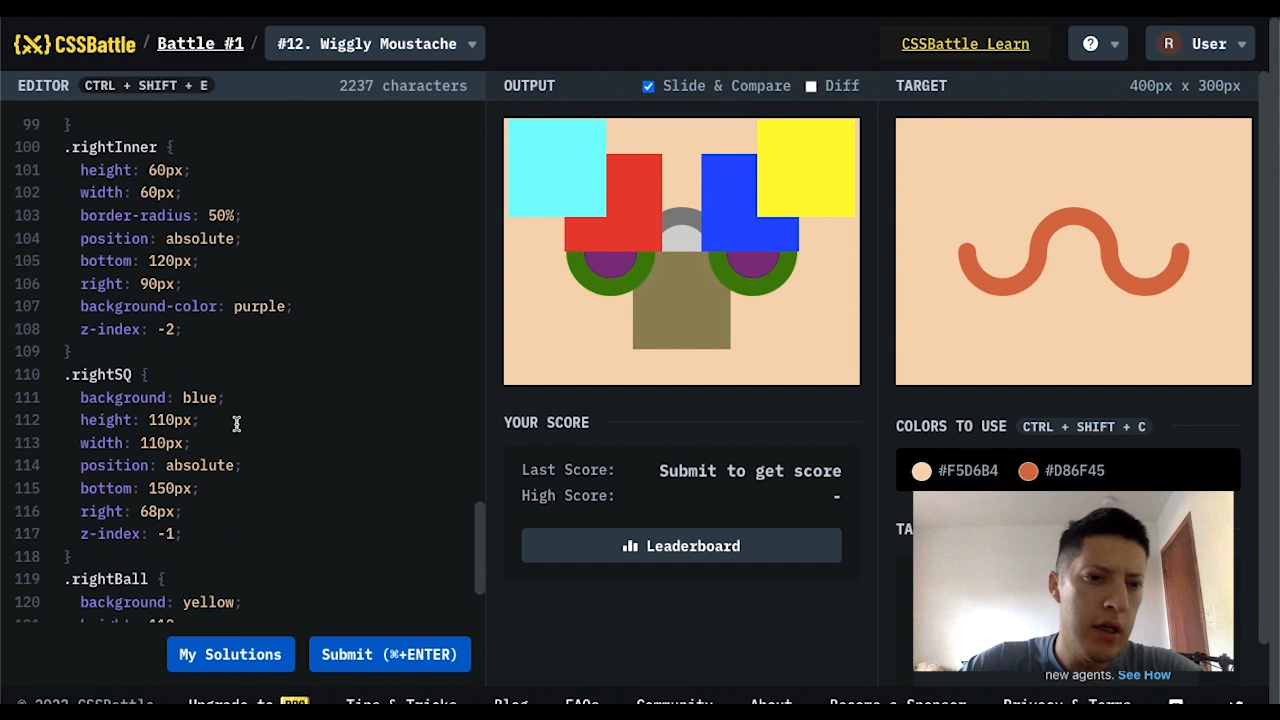 {X} CSSBattle / Battle #1 / #12. Wiggly Moustache
CSSBattle Learn
? R User
EDITOR CTRL + SHIFT + E 2237 characters
OUTPUT Slide & Compare Diff
TARGET 400px x 300px
99 }
100 .rightInner {
101 height: 60px;
102 width: 60px;
103 border-radius: 50%;
104 position: absolute;
105 bottom: 120px;
106 right: 90px;
107 background-color: purple;
108 z-index: -2;
109 }
110 .rightSQ {
111 background: blue;
112 height: 110px;
113 width: 110px;
114 position: absolute;
115 bottom: 150px;
116 right: 68px;
117 z-index: -1;
118 }
119 .rightBall {
120 background: yellow;
My Solutions
Submit (⌘+ENTER)
YOUR SCORE
Last Score: Submit to get score
High Score: -
Leaderboard
COLORS TO USE CTRL + SHIFT + C
#F5D6B4 #D86F45
new agents. See How